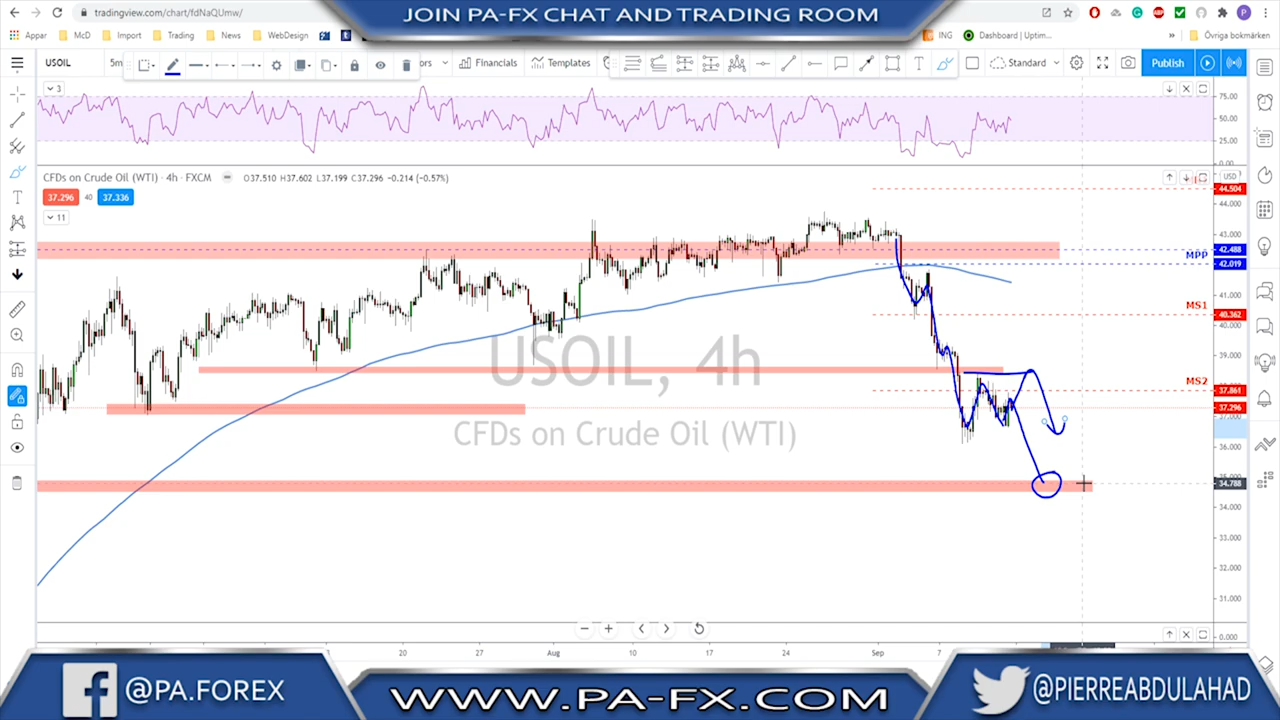 JOIN PA-FX CHAT AND TRADING ROOM
tradingview.com/chart/fdNaQUmw/
Appar McD Import Trading News WebDesign ING Dashboard | Uptim... » Övriga bokmärken
USOIL 5m Financials Templates Standard Publish
3
75.00
50.00
25.00
0.00
CFDs on Crude Oil (WTI) · 4h · FXCM O37.510 H37.602 L37.199 C37.296 -0.214 (-0.57%)
USD
37.296 40 37.336
44.504
44.000
11
43.000
42.488
MPP
42.019
41.000
MS1
40.362
40.000
39.000
USOIL, 4h
MS2
37.861
37.296
37.000
CFDs on Crude Oil (WTI)
36.000
35.000
34.788
34.000
33.000
32.000
31.000
0.000
20 27 Aug 10 17 24 Sep 7
@PA.FOREX
WWW.PA-FX.COM
@PIERREABDULAHAD